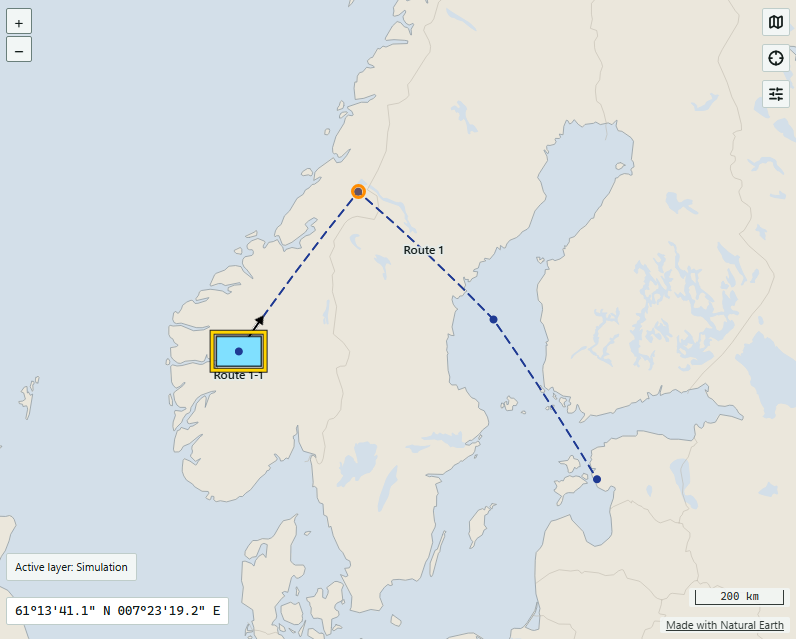 +
−
Route 1
Route 1-1
Active layer: Simulation
61°13'41.1" N 007°23'19.2" E
200 km
Made with Natural Earth